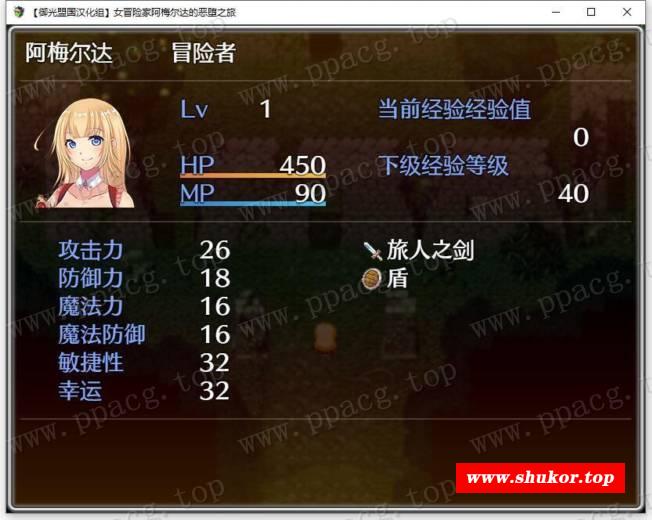 【御光盟国汉化组】女冒险家阿梅尔达的恶堕之旅
阿梅尔达 冒险者
Lv 1 当前经验经验值
0
HP 450 下级经验等级
MP 90 40
攻击力 26 旅人之剑
防御力 18 盾
魔法力 16
魔法防御 16
敏捷性 32
幸运 32
www.ppacg.top
www.shukor.top